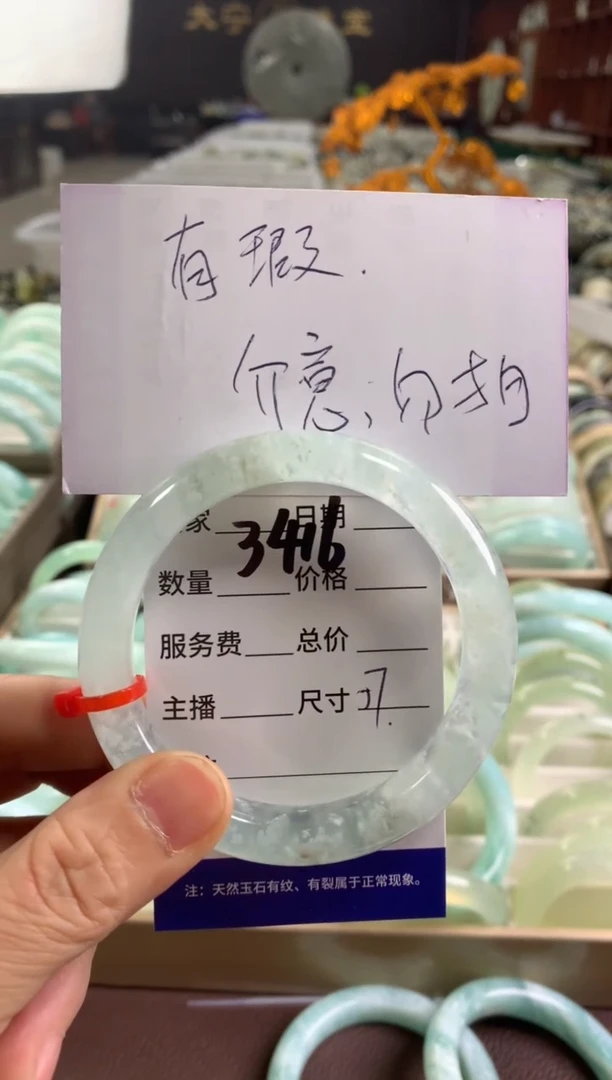 有瑕.
介意,勿拍
家 日期
3416
数量 价格
服务费 总价
主播 尺寸 57.
注：天然玉石有纹、有裂属于正常现象。